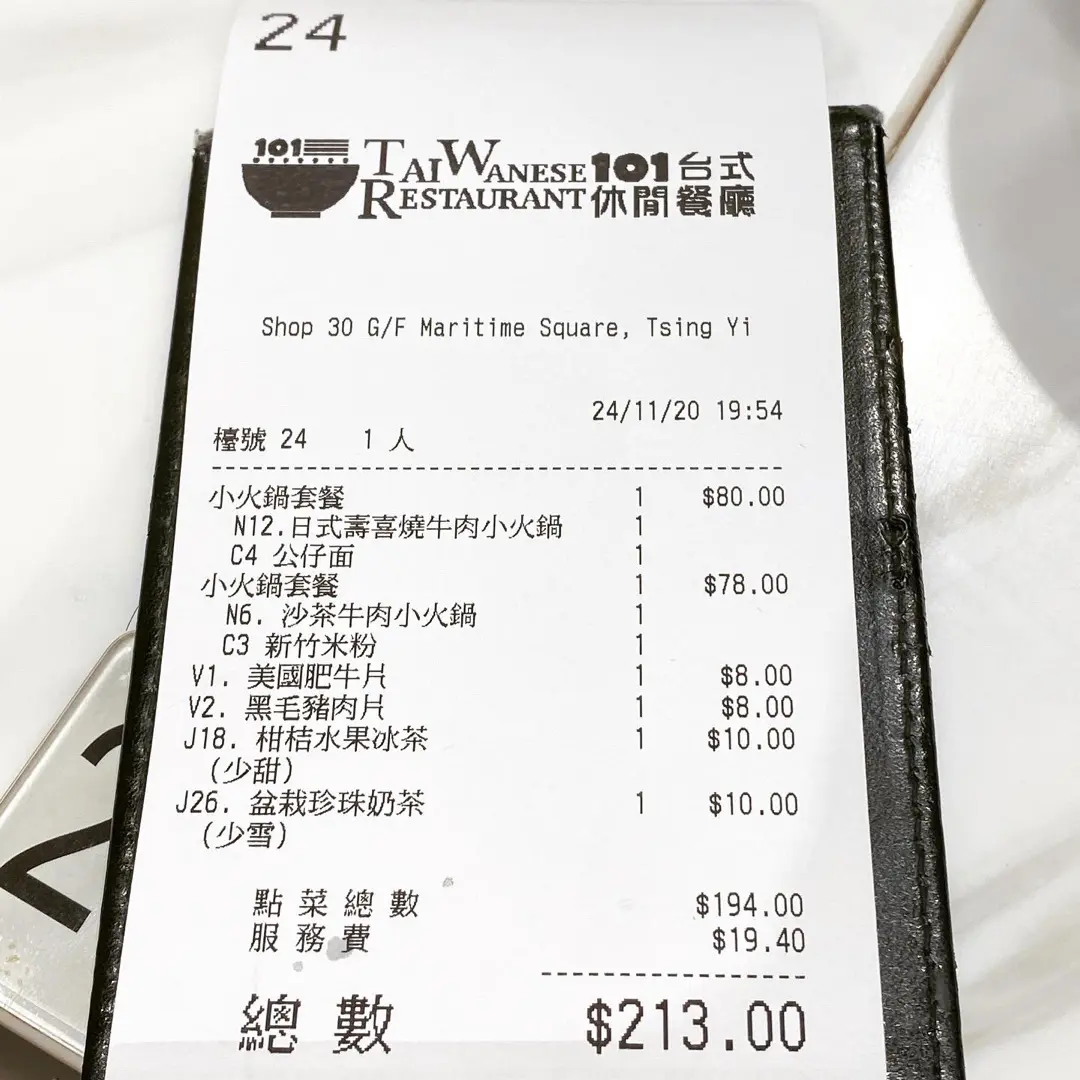 24
101
TAIWANESE RESTAURANT 101台式休閒餐廳
Shop 30 G/F Maritime Square, Tsing Yi
24/11/20 19:54
檯號 24 1 人
小火鍋套餐 1 $80.00
N12.日式壽喜燒牛肉小火鍋 1
C4 公仔面 1
小火鍋套餐 1 $78.00
N6. 沙茶牛肉小火鍋 1
C3 新竹米粉 1
V1. 美國肥牛片 1 $8.00
V2. 黑毛豬肉片 1 $8.00
J18. 柑桔水果冰茶 1 $10.00
(少甜)
J26. 盆栽珍珠奶茶 1 $10.00
(少雪)
點菜總數 $194.00
服務費 $19.40
總數 $213.00
2